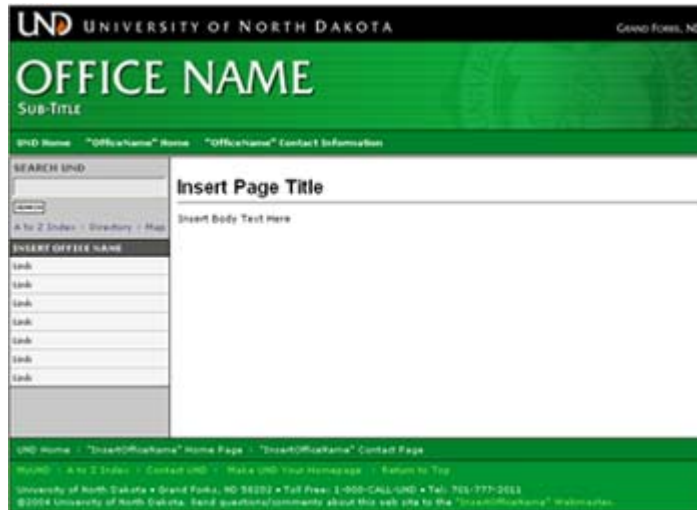 UND UNIVERSITY OF NORTH DAKOTA GRAND FORKS, ND
OFFICE NAME
SUB-TITLE
UND Home "OfficeName" Home "OfficeName" Contact Information
SEARCH UND
SEARCH
A to Z Index - Directory - Map
INSERT OFFICE NAME
Link
Link
Link
Link
Link
Link
Link
Insert Page Title
Insert Body Text Here
UND Home - "InsertOfficeName" Home Page - "InsertOfficeName" Contact Page
MyUND - A to Z Index - Contact UND - Make UND Your Homepage - Return to Top
University of North Dakota • Grand Forks, ND 58202 • Toll Free: 1-800-CALL-UND • Tel: 701-777-2011
©2004 University of North Dakota. Send questions/comments about this web site to the "InsertOfficeName" Webmaster.